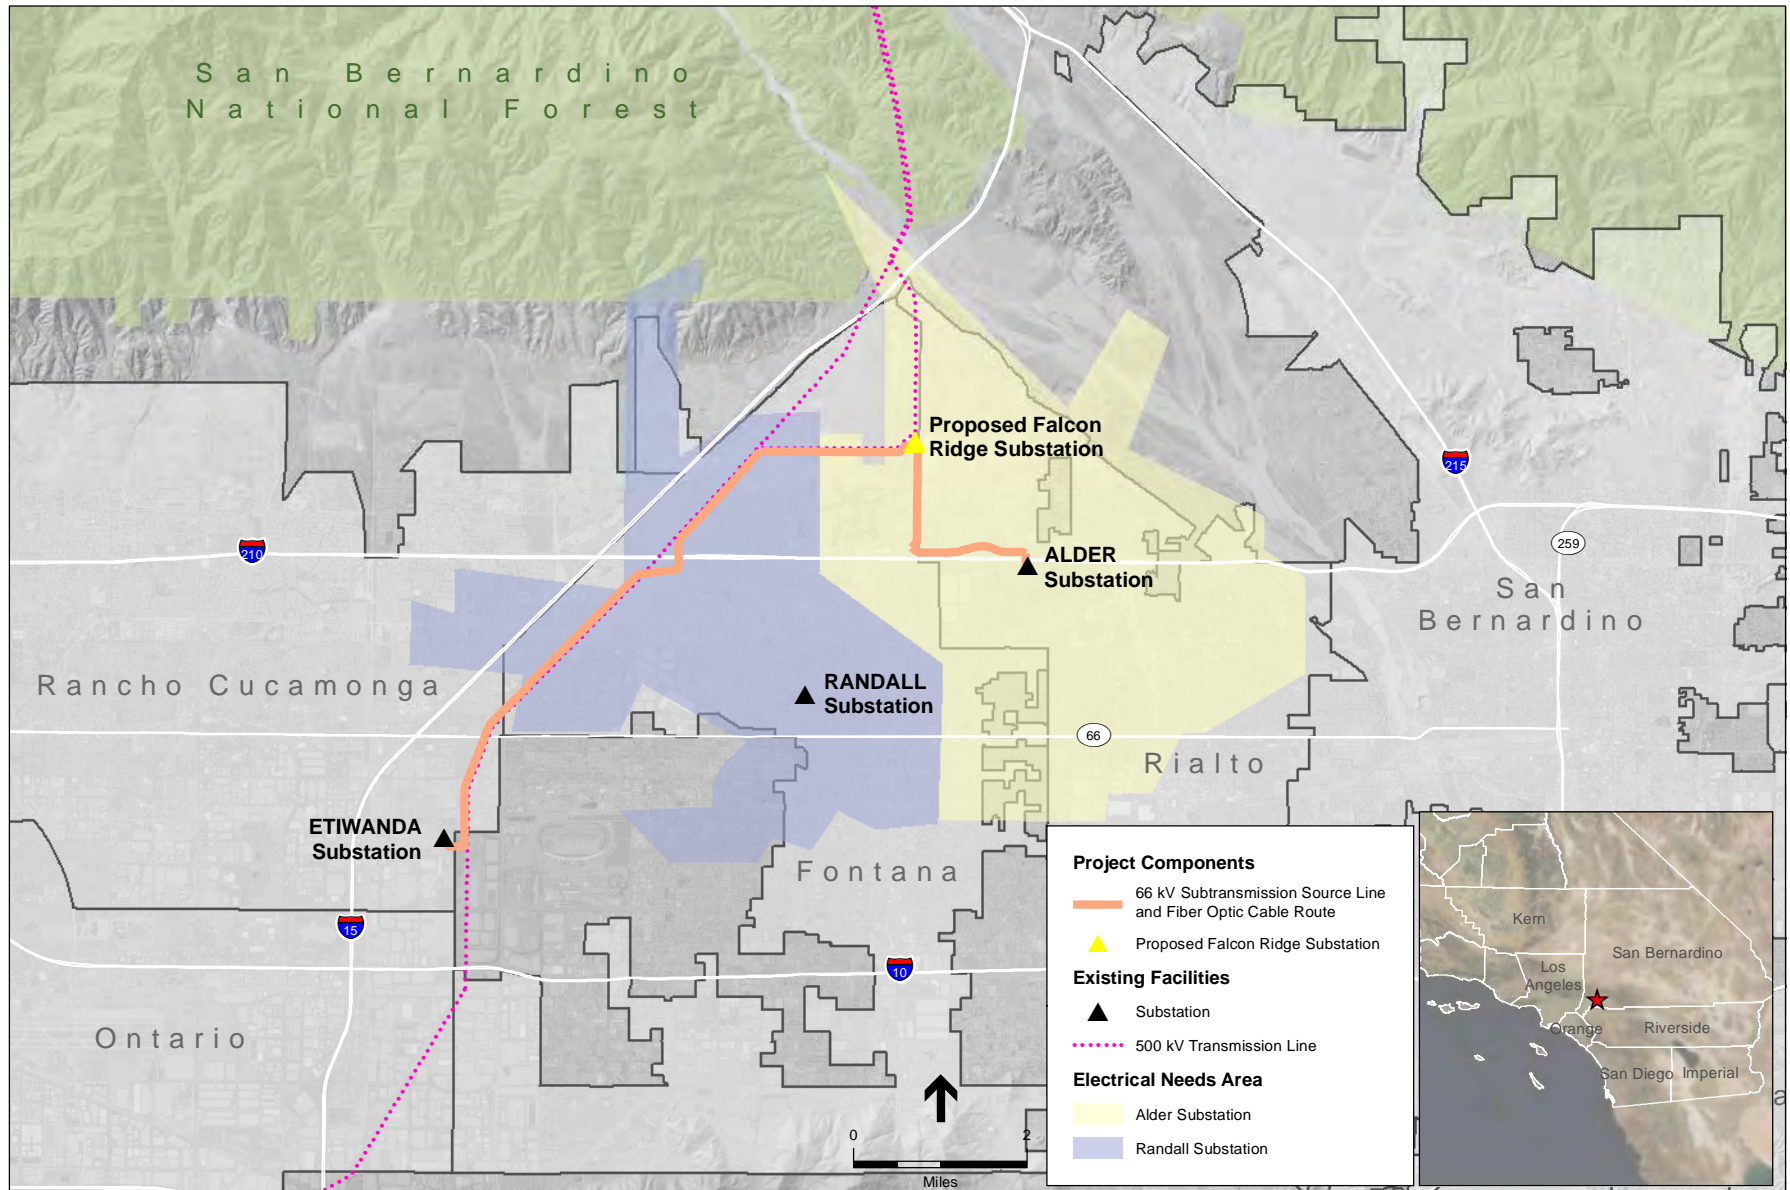 San Bernardino
National Forest
Proposed Falcon
Ridge Substation
215
210
259
ALDER
Substation
San
Bernardino
RANDALL
Substation
Rancho Cucamonga
66
Rialto
ETIWANDA
Substation
Fontana
15
10
Ontario
0
2
Miles
Project Components
66 kV Subtransmission Source Line
and Fiber Optic Cable Route
Proposed Falcon Ridge Substation
Existing Facilities
Substation
500 kV Transmission Line
Electrical Needs Area
Alder Substation
Randall Substation
Kern
San Bernardino
Los
Angeles
Orange
Riverside
San Diego
Imperial